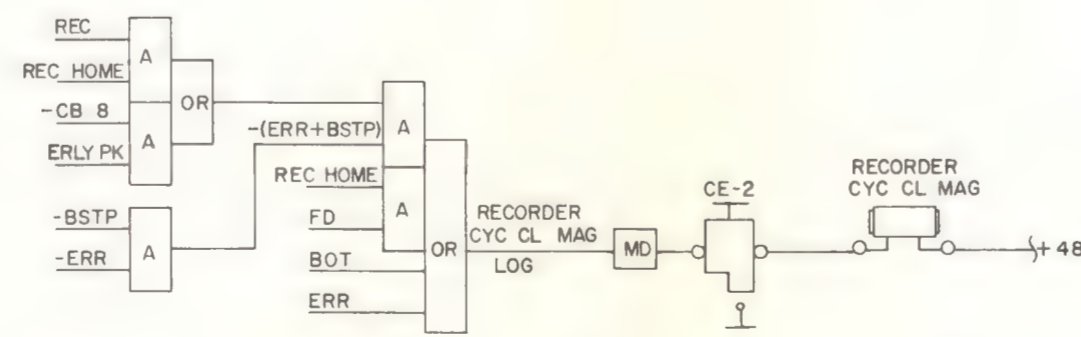 REC
A
REC HOME
OR
-CB 8
A
ERLY PK
-BSTP
A
-ERR
-(ERR+BSTP)
A
REC HOME
A
FD
BOT
ERR
OR
RECORDER
CYC CL MAG
LOG
MD
CE-2
RECORDER
CYC CL MAG
+48